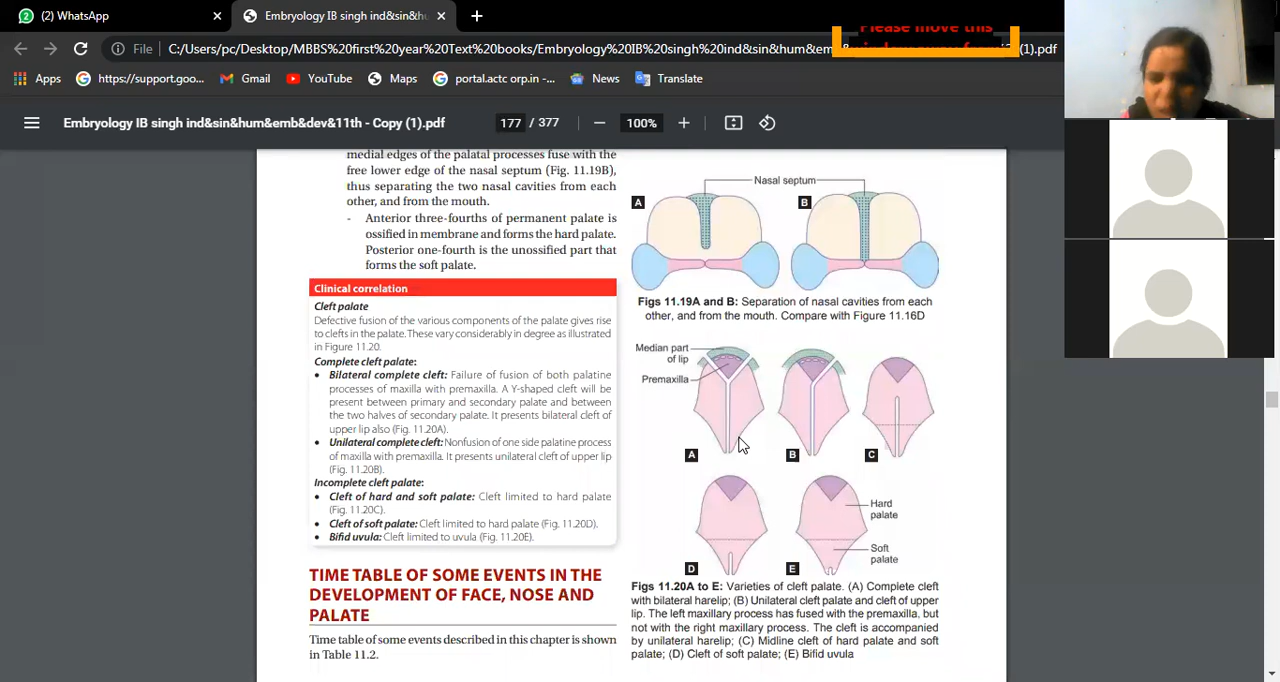 (2) WhatsApp
Embryology IB singh ind&sin&hu
File
C:/Users/pc/Desktop/MBBS%20first%20year%20Text%20books/Embryology%20IB%20singh%20ind&sin&hum&em
(1).pdf
Please move this
Apps
https://support.goo...
Gmail
YouTube
Maps
portal.actc orp.in -...
News
Translate
Embryology IB singh ind&sin&hum&emb&dev&11th - Copy (1).pdf
177 / 377
100%
medial edges of the palatal processes fuse with the
free lower edge of the nasal septum (Fig. 11.19B),
thus separating the two nasal cavities from each
other, and from the mouth.
- Anterior three-fourths of permanent palate is
ossified in membrane and forms the hard palate.
Posterior one-fourth is the unossified part that
forms the soft palate.
Clinical correlation
Cleft palate
Defective fusion of the various components of the palate gives rise
to clefts in the palate. These vary considerably in degree as illustrated
in Figure 11.20.
Complete cleft palate:
• Bilateral complete cleft: Failure of fusion of both palatine
processes of maxilla with premaxilla. A Y-shaped cleft will be
present between primary and secondary palate and between
the two halves of secondary palate. It presents bilateral cleft of
upper lip also (Fig. 11.20A).
• Unilateral complete cleft: Nonfusion of one side palatine process
of maxilla with premaxilla. It presents unilateral cleft of upper lip
(Fig. 11.20B).
Incomplete cleft palate:
• Cleft of hard and soft palate: Cleft limited to hard palate
(Fig. 11.20C).
• Cleft of soft palate: Cleft limited to hard palate (Fig. 11.20D).
• Bifid uvula: Cleft limited to uvula (Fig. 11.20E).
TIME TABLE OF SOME EVENTS IN THE
DEVELOPMENT OF FACE, NOSE AND
PALATE
Time table of some events described in this chapter is shown
in Table 11.2.
Nasal septum
A
B
Figs 11.19A and B: Separation of nasal cavities from each
other, and from the mouth. Compare with Figure 11.16D
Median part
of lip
Premaxilla
A
B
C
Hard
palate
Soft
palate
D
E
Figs 11.20A to E: Varieties of cleft palate. (A) Complete cleft
with bilateral harelip; (B) Unilateral cleft palate and cleft of upper
lip. The left maxillary process has fused with the premaxilla, but
not with the right maxillary process. The cleft is accompanied
by unilateral harelip; (C) Midline cleft of hard palate and soft
palate; (D) Cleft of soft palate; (E) Bifid uvula